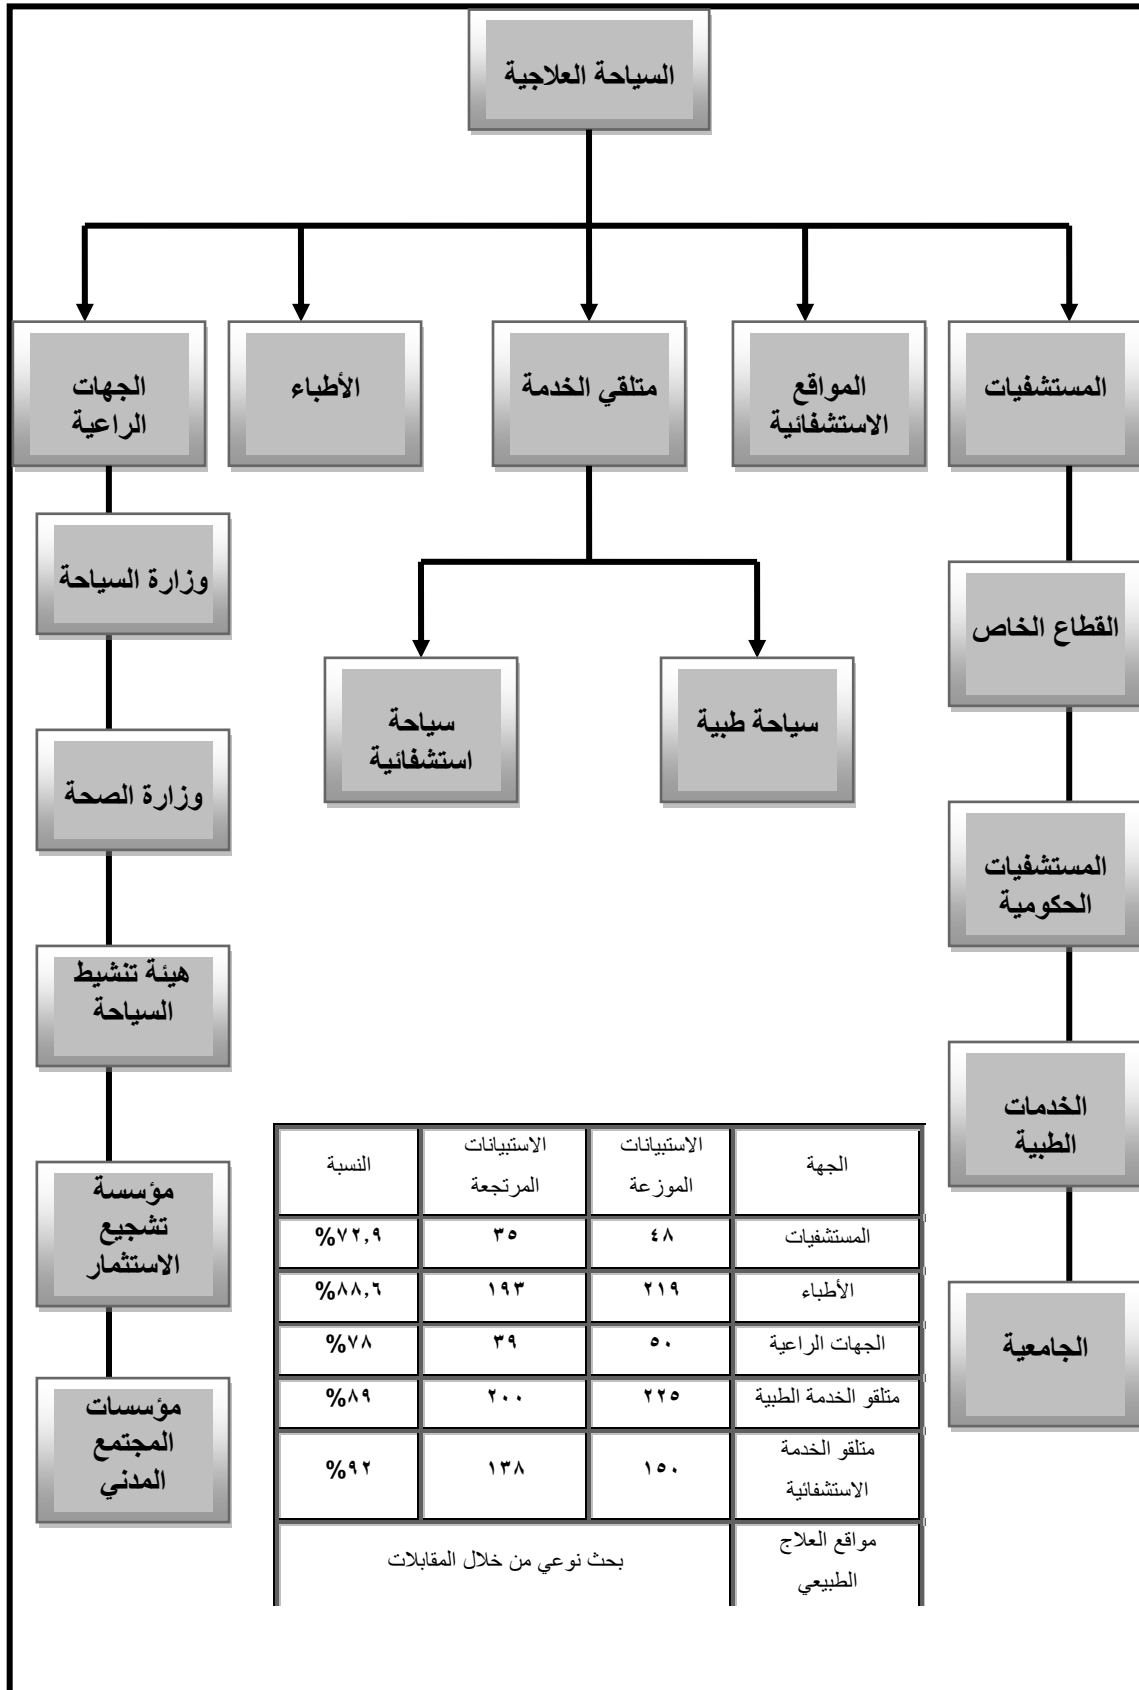 السياحة العلاجية
المستشفيات
المواقع
الاستشفائية
متلقي الخدمة
الأطباء
الجهات
الراعية
القطاع الخاص
المستشفيات
الحكومية
الخدمات
الطبية
الجامعية
سياحة طبية
سياحة
استشفائية
وزارة السياحة
وزارة الصحة
هيئة تنشيط
السياحة
مؤسسة
تشجيع
الاستثمار
مؤسسات
المجتمع
المدني
الجهة
الاستبيانات
الموزعة
الاستبيانات
المرتجعة
النسبة
المستشفيات ٤٨ ٣٥ %٧٢,٩
الأطباء ٢١٩ ١٩٣ %٨٨,٦
الجهات الراعية ٥٠ ٣٩ %٧٨
متلقو الخدمة الطبية ٢٢٥ ٢٠٠ %٨٩
متلقو الخدمة
الاستشفائية
١٥٠ ١٣٨ %٩٢
مواقع العلاج
الطبيعي
بحث نوعي من خلال المقابلات